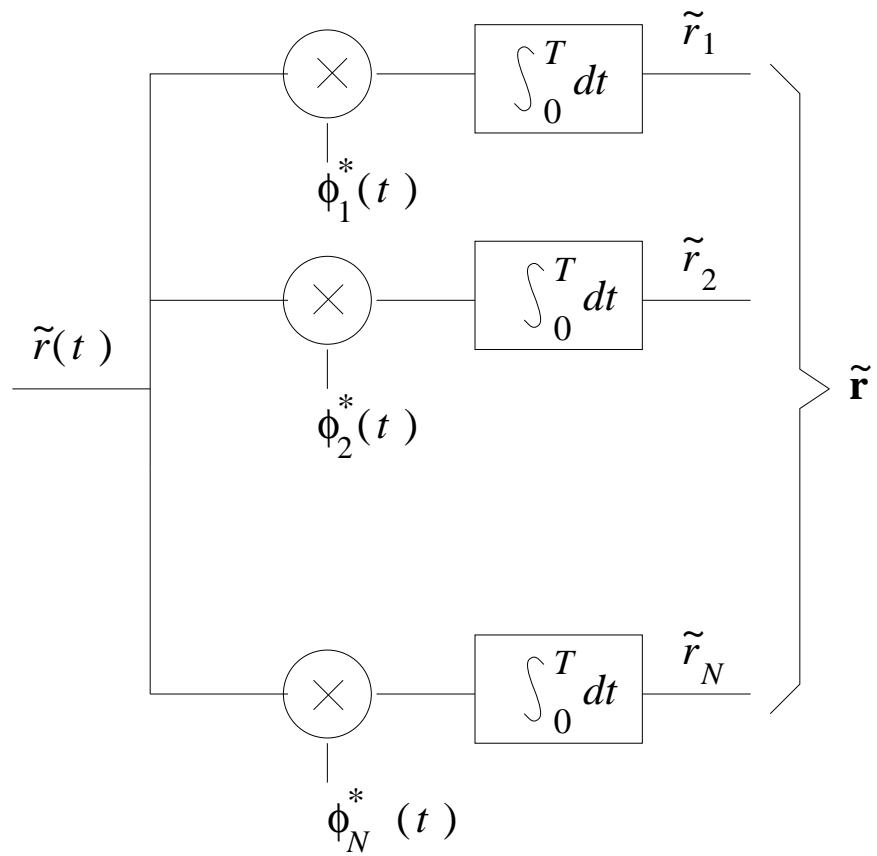 ∫₀ᵀ dt
r̃₁
ϕ₁*(t)
∫₀ᵀ dt
r̃₂
r̃(t)
ϕ₂*(t)
r̃
∫₀ᵀ dt
r̃_N
ϕ_N*(t)